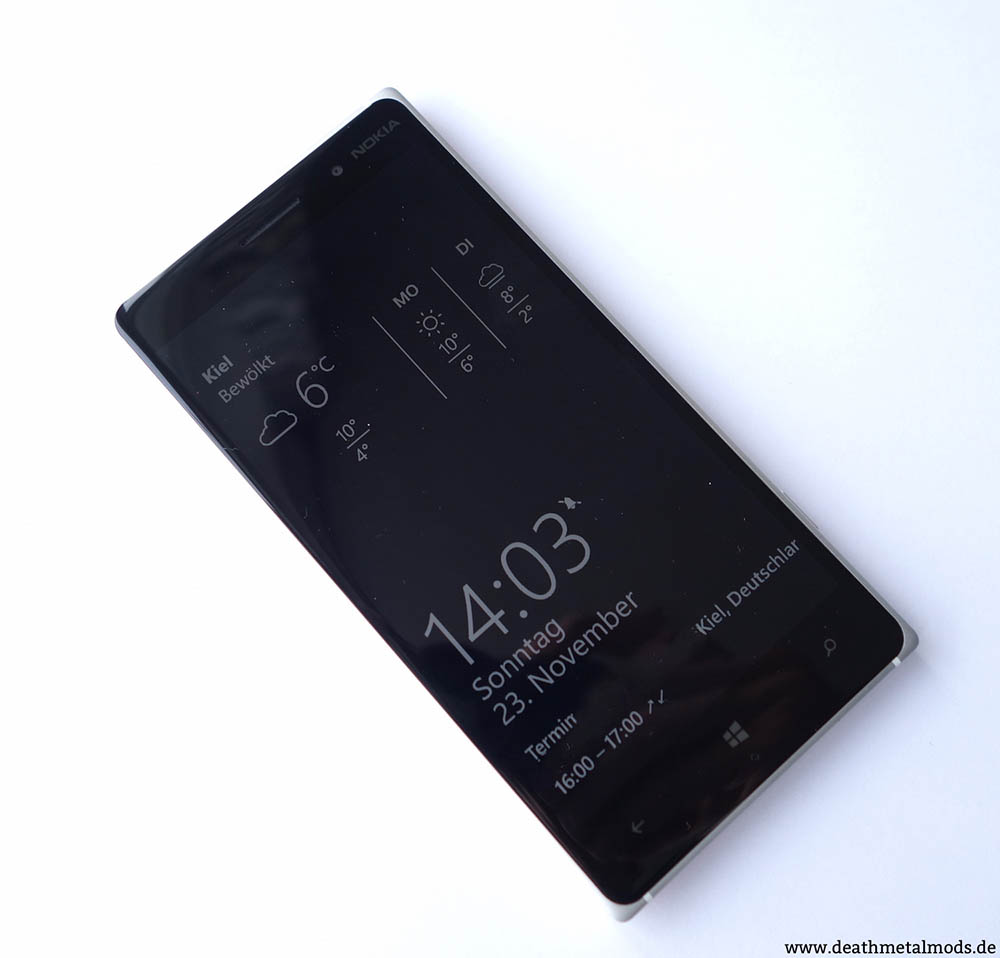 NOKIA
Kiel
Bewölkt
6°C
10°
4°
MO
10°
6°
DI
8°
2°
14:03
Sonntag
23. November
Termin
16:00 – 17:00
Kiel, Deutschlar
www.deathmetalmods.de